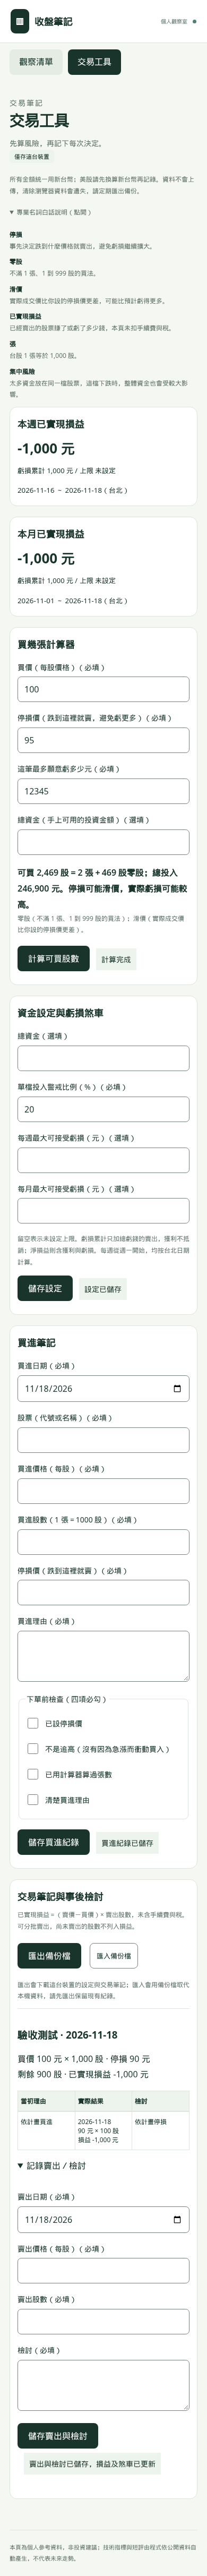 收盤筆記
個人觀察室
觀察清單
交易工具
交易筆記
交易工具
先算風險，再記下每次決定。
僅存這台裝置
所有金額統一用新台幣；美股請先換算新台幣再記錄。資料不會上
傳，清除瀏覽器資料會遺失，請定期匯出備份。
▼ 專業名詞白話說明（點開）
停損
事先決定跌到什麼價格就賣出，避免虧損繼續擴大。
零股
不滿 1 張、1 到 999 股的買法。
滑價
實際成交價比你設的停損價更差，可能比預計虧得更多。
已實現損益
已經賣出的股票賺了或虧了多少錢，本頁未扣手續費與稅。
張
台股 1 張等於 1,000 股。
集中風險
太多資金放在同一檔股票，這檔下跌時，整體資金也會受較大影
響。
本週已實現損益
-1,000 元
虧損累計 1,000 元 / 上限 未設定
2026-11-16 ~ 2026-11-18（台北）
本月已實現損益
-1,000 元
虧損累計 1,000 元 / 上限 未設定
2026-11-01 ~ 2026-11-18（台北）
買幾張計算器
買價（每股價格）（必填）
100
停損價（跌到這裡就賣，避免虧更多）（必填）
95
這筆最多願意虧多少元（必填）
12345
總資金（手上可用的投資金額）（選填）
可買 2,469 股 = 2 張 + 469 股零股；總投入
246,900 元。停損可能滑價，實際虧損可能較
高。
零股（不滿 1 張、1 到 999 股的買法）；滑價（實際成交價
比你設的停損價更差）。
計算可買股數
計算完成
資金設定與虧損煞車
總資金（選填）
單檔投入警戒比例（%）（必填）
20
每週最大可接受虧損（元）（選填）
每月最大可接受虧損（元）（選填）
留空表示未設定上限。虧損累計只加總虧錢的賣出，獲利不抵
銷；淨損益則含獲利與虧損。每週從週一開始，均按台北日期
計算。
儲存設定
設定已儲存
買進筆記
買進日期（必填）
11/18/2026
股票（代號或名稱）（必填）
買進價格（每股）（必填）
買進股數（1 張 = 1000 股）（必填）
停損價（跌到這裡就賣）（必填）
買進理由（必填）
下單前檢查（四項必勾）
已設停損價
不是追高（沒有因為急漲而衝動買入）
已用計算器算過張數
清楚買進理由
儲存買進紀錄
買進紀錄已儲存
交易筆記與事後檢討
已實現損益 =（賣價－買價）× 賣出股數，未含手續費與稅。
可分批賣出，尚未賣出的股數不列入損益。
匯出備份檔
匯入備份檔
匯出會下載這台裝置的設定與交易筆記；匯入會用備份檔取代
本機資料，請先匯出保留現有紀錄。
驗收測試 · 2026-11-18
買價 100 元 × 1,000 股 · 停損 90 元
剩餘 900 股 · 已實現損益 -1,000 元
當初理由 實際結果 檢討
依計畫買進 2026-11-18 依計畫停損
90 元 × 100 股
損益 -1,000 元
▼ 記錄賣出 / 檢討
賣出日期（必填）
11/18/2026
賣出價格（每股）（必填）
賣出股數（必填）
檢討（必填）
儲存賣出與檢討
賣出與檢討已儲存，損益及煞車已更新
本頁為個人參考資料，非投資建議；技術指標與短評由程式依公開資料自
動產生，不代表未來走勢。